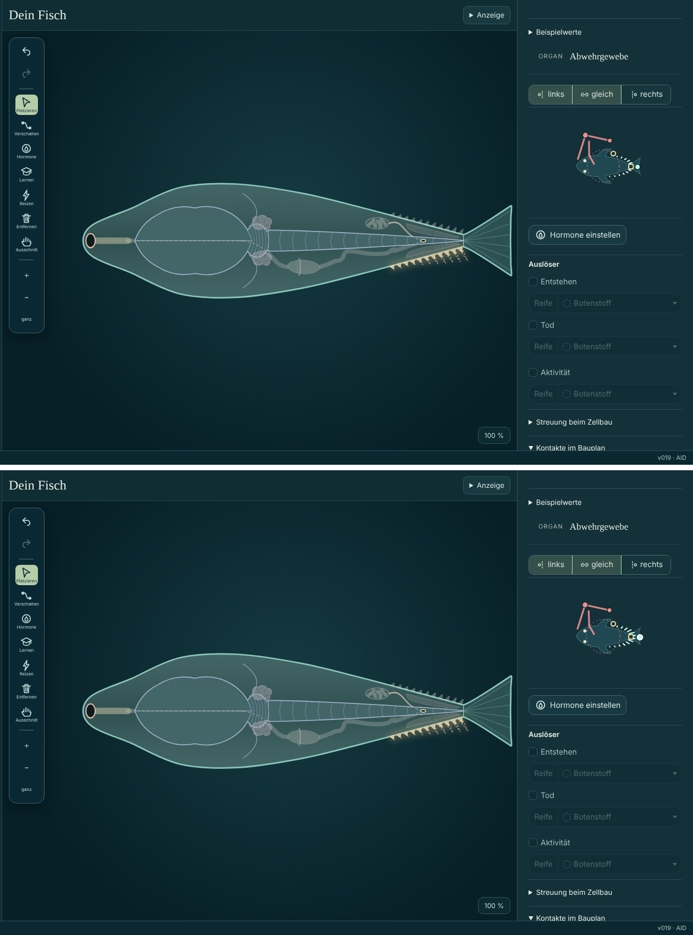 Dein Fisch
Anzeige
Platzieren
Verschalten
Hormone
Lernen
Reizen
Entfernen
Ausschnitt
+
−
ganz
100 %
Beispielwerte
ORGAN Abwehrgewebe
links gleich rechts
Hormone einstellen
Auslöser
Entstehen
Reife Botenstoff
Tod
Reife Botenstoff
Aktivität
Reife Botenstoff
Streuung beim Zellbau
Kontakte im Bauplan
v019 · AID
Dein Fisch
Anzeige
Platzieren
Verschalten
Hormone
Lernen
Reizen
Entfernen
Ausschnitt
+
−
ganz
100 %
Beispielwerte
ORGAN Abwehrgewebe
links gleich rechts
Hormone einstellen
Auslöser
Entstehen
Reife Botenstoff
Tod
Reife Botenstoff
Aktivität
Reife Botenstoff
Streuung beim Zellbau
Kontakte im Bauplan
v019 · AID